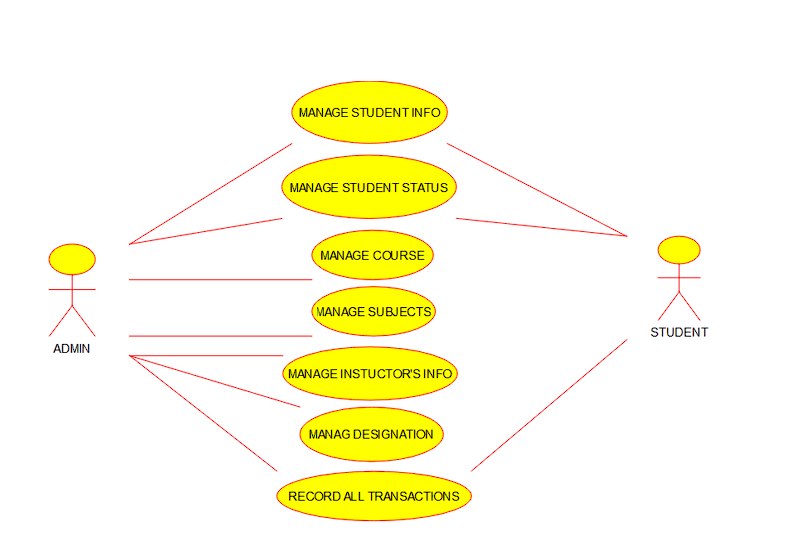 MANAGE STUDENT INFO
MANAGE STUDENT STATUS
MANAGE COURSE
MANAGE SUBJECTS
MANAGE INSTUCTOR'S INFO
MANAG DESIGNATION
RECORD ALL TRANSACTIONS
ADMIN
STUDENT